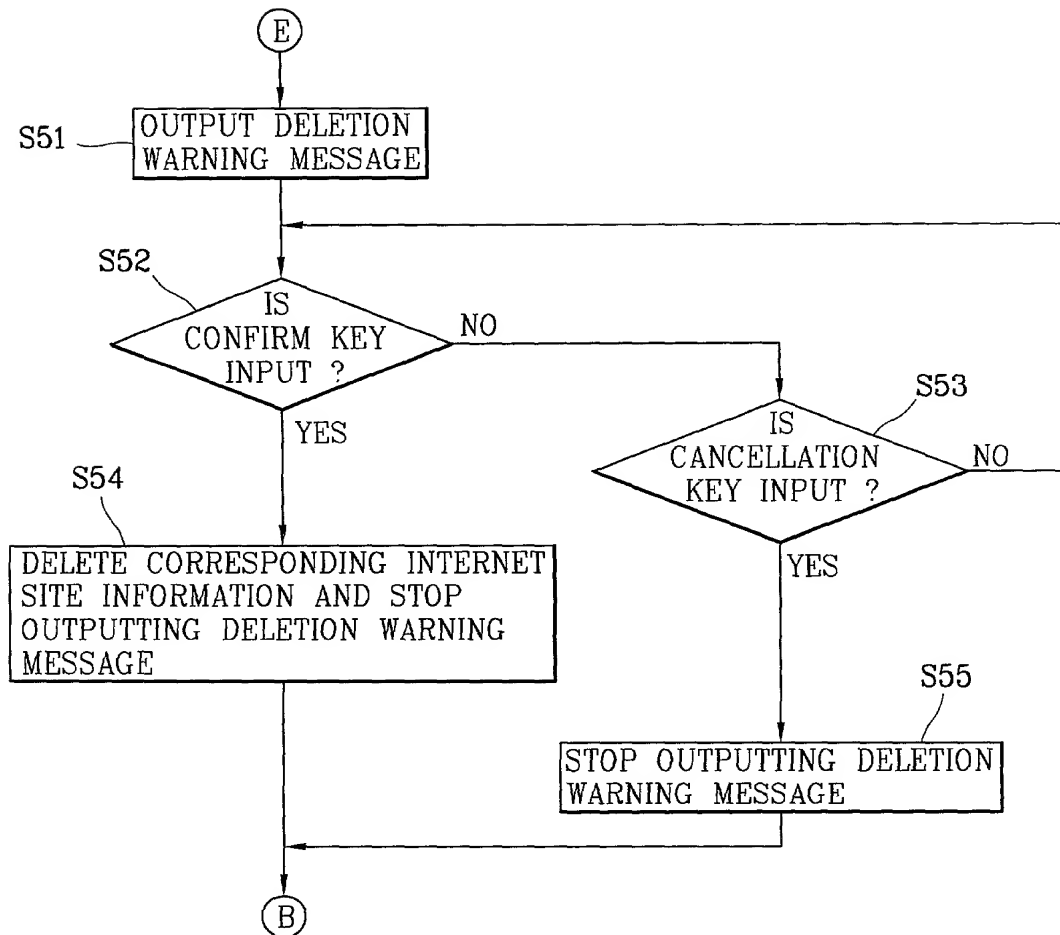 E
S51
OUTPUT DELETION
WARNING MESSAGE
S52
IS
CONFIRM KEY
INPUT ?
NO
YES
S53
IS
CANCELLATION
KEY INPUT ?
NO
YES
S54
DELETE CORRESPONDING INTERNET
SITE INFORMATION AND STOP
OUTPUTTING DELETION WARNING
MESSAGE
S55
STOP OUTPUTTING DELETION
WARNING MESSAGE
B